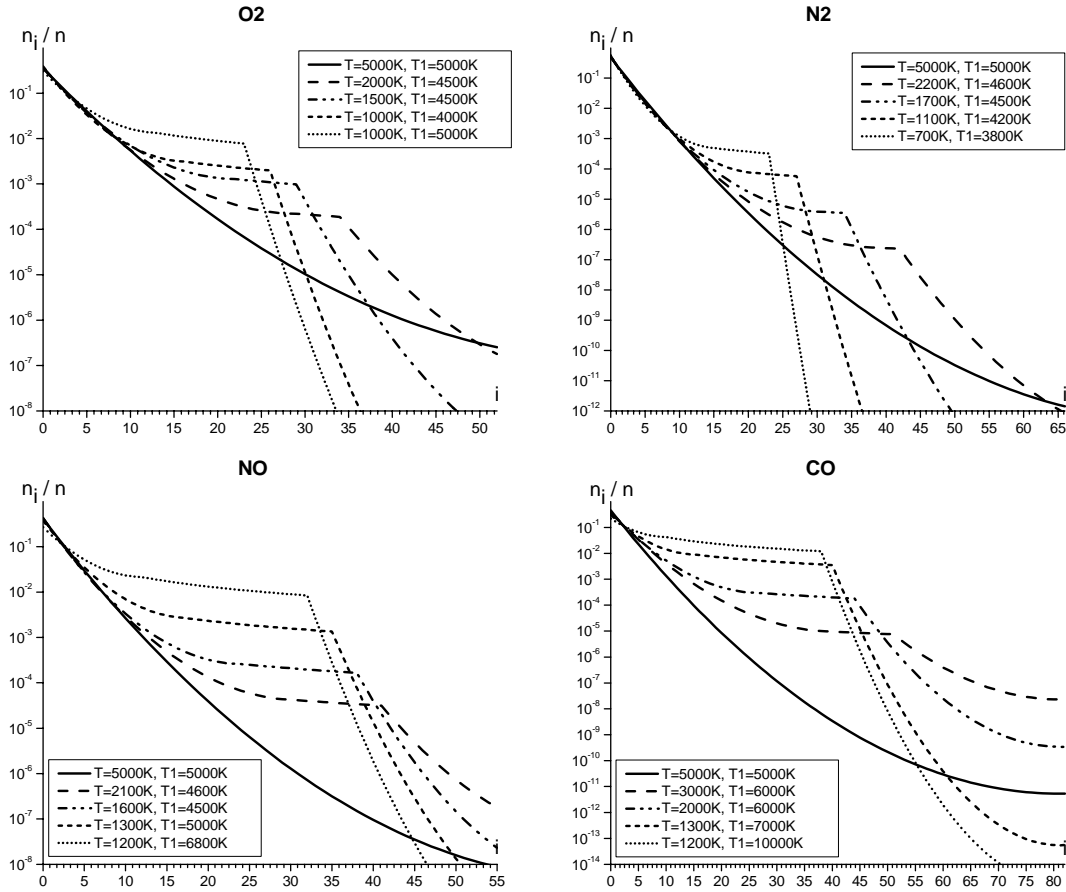 O2
n_i / n
T=5000K, T1=5000K
T=2000K, T1=4500K
T=1500K, T1=4500K
T=1000K, T1=4000K
T=1000K, T1=5000K
10^-1
10^-2
10^-3
10^-4
10^-5
10^-6
10^-7
10^-8
0 5 10 15 20 25 30 35 40 45 50
i
N2
n_i / n
T=5000K, T1=5000K
T=2200K, T1=4600K
T=1700K, T1=4500K
T=1100K, T1=4200K
T=700K, T1=3800K
10^-1
10^-2
10^-3
10^-4
10^-5
10^-6
10^-7
10^-8
10^-9
10^-10
10^-11
10^-12
0 5 10 15 20 25 30 35 40 45 50 55 60 65
i
NO
n_i / n
10^-1
10^-2
10^-3
10^-4
10^-5
10^-6
10^-7
10^-8
T=5000K, T1=5000K
T=2100K, T1=4600K
T=1600K, T1=4500K
T=1300K, T1=5000K
T=1200K, T1=6800K
0 5 10 15 20 25 30 35 40 45 50 55
i
CO
n_i / n
10^-1
10^-2
10^-3
10^-4
10^-5
10^-6
10^-7
10^-8
10^-9
10^-10
10^-11
10^-12
10^-13
10^-14
T=5000K, T1=5000K
T=3000K, T1=6000K
T=2000K, T1=6000K
T=1300K, T1=7000K
T=1200K, T1=10000K
0 10 20 30 40 50 60 70 80
i